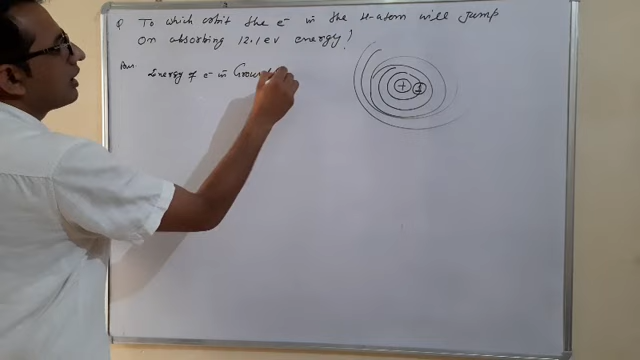 Q To which orbit the e- in the H-atom will jump
on absorbing 12.1 ev energy?
Ans. Energy of e- in Ground
+